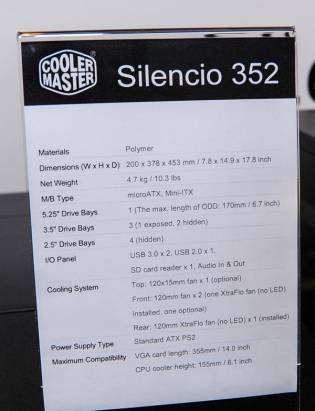 COOLER
MASTER
Silencio 352
Materials Polymer
Dimensions (W x H x D) 200 x 378 x 453 mm / 7.8 x 14.9 x 17.8 inch
Net Weight 4.7 kg / 10.3 lbs
M/B Type microATX, Mini-ITX
5.25" Drive Bays 1 (The max. length of ODD: 170mm / 6.7 inch)
3.5" Drive Bays 3 (1 exposed, 2 hidden)
2.5" Drive Bays 4 (hidden)
I/O Panel USB 3.0 x 2, USB 2.0 x 1,
SD card reader x 1, Audio In & Out
Cooling System Top: 120x15mm fan x 1 (optional)
Front: 120mm fan x 2 (one XtraFlo fan (no LED)
installed, one optional)
Rear: 120mm XtraFlo fan (no LED) x 1 (installed)
Power Supply Type Standard ATX PS2
Maximum Compatibility VGA card length: 355mm / 14.0 inch
CPU cooler height: 155mm / 6.1 inch